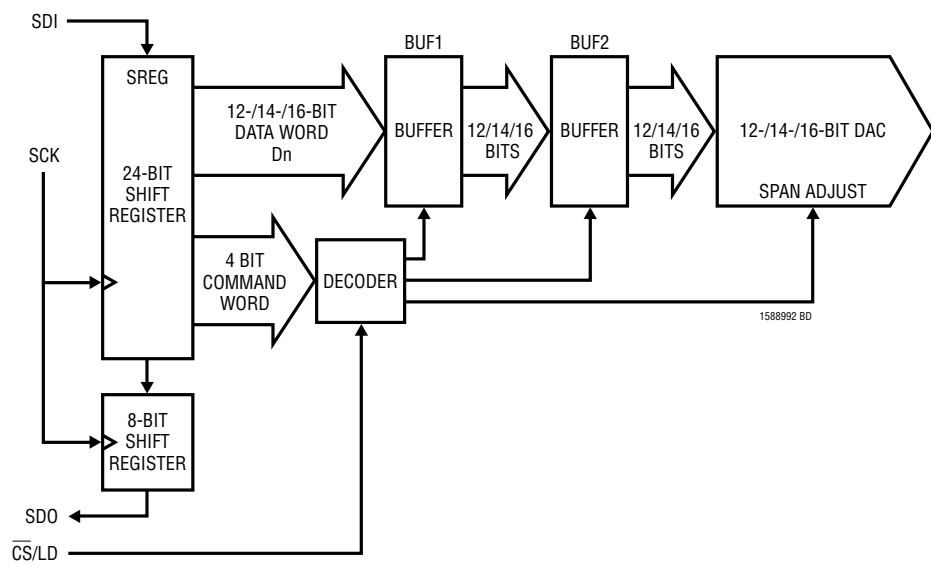 SDI
SREG
24-BIT
SHIFT
REGISTER
SCK
12-/14-/16-BIT
DATA WORD
Dn
BUF1
BUFFER
12/14/16
BITS
BUF2
BUFFER
12/14/16
BITS
12-/14-/16-BIT DAC
SPAN ADJUST
4 BIT
COMMAND
WORD
DECODER
1588992 BD
8-BIT
SHIFT
REGISTER
SDO
C̅S̅/LD